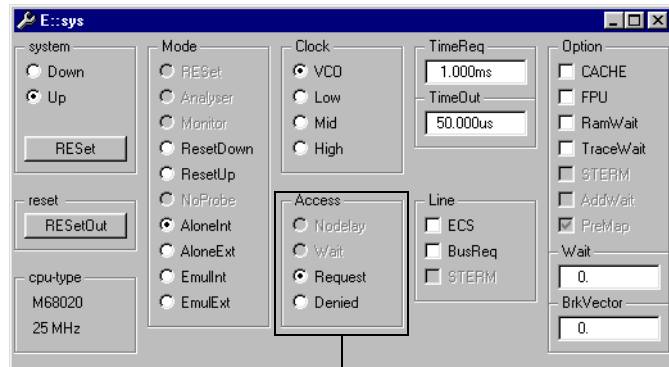 E::sys
system
Down
Up
RESet
reset
RESetOut
cpu-type
M68020
25 MHz
Mode
RESet
Analyser
Monitor
ResetDown
ResetUp
NoProbe
AloneInt
AloneExt
EmulInt
EmulExt
Clock
VCO
Low
Mid
High
Access
Nodelay
Wait
Request
Denied
TimeReq
1.000ms
TimeOut
50.000us
Line
ECS
BusReq
STERM
Option
CACHE
FPU
RamWait
TraceWait
STERM
AddWait
PreMap
Wait
0.
BrkVector
0.